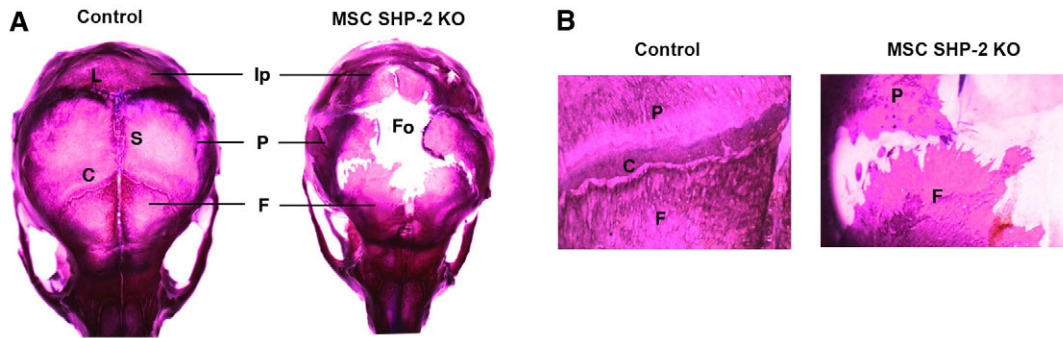 A
Control
MSC SHP-2 KO
L
Ip
S
Fo
P
C
F
B
Control
MSC SHP-2 KO
P
C
F
P
F